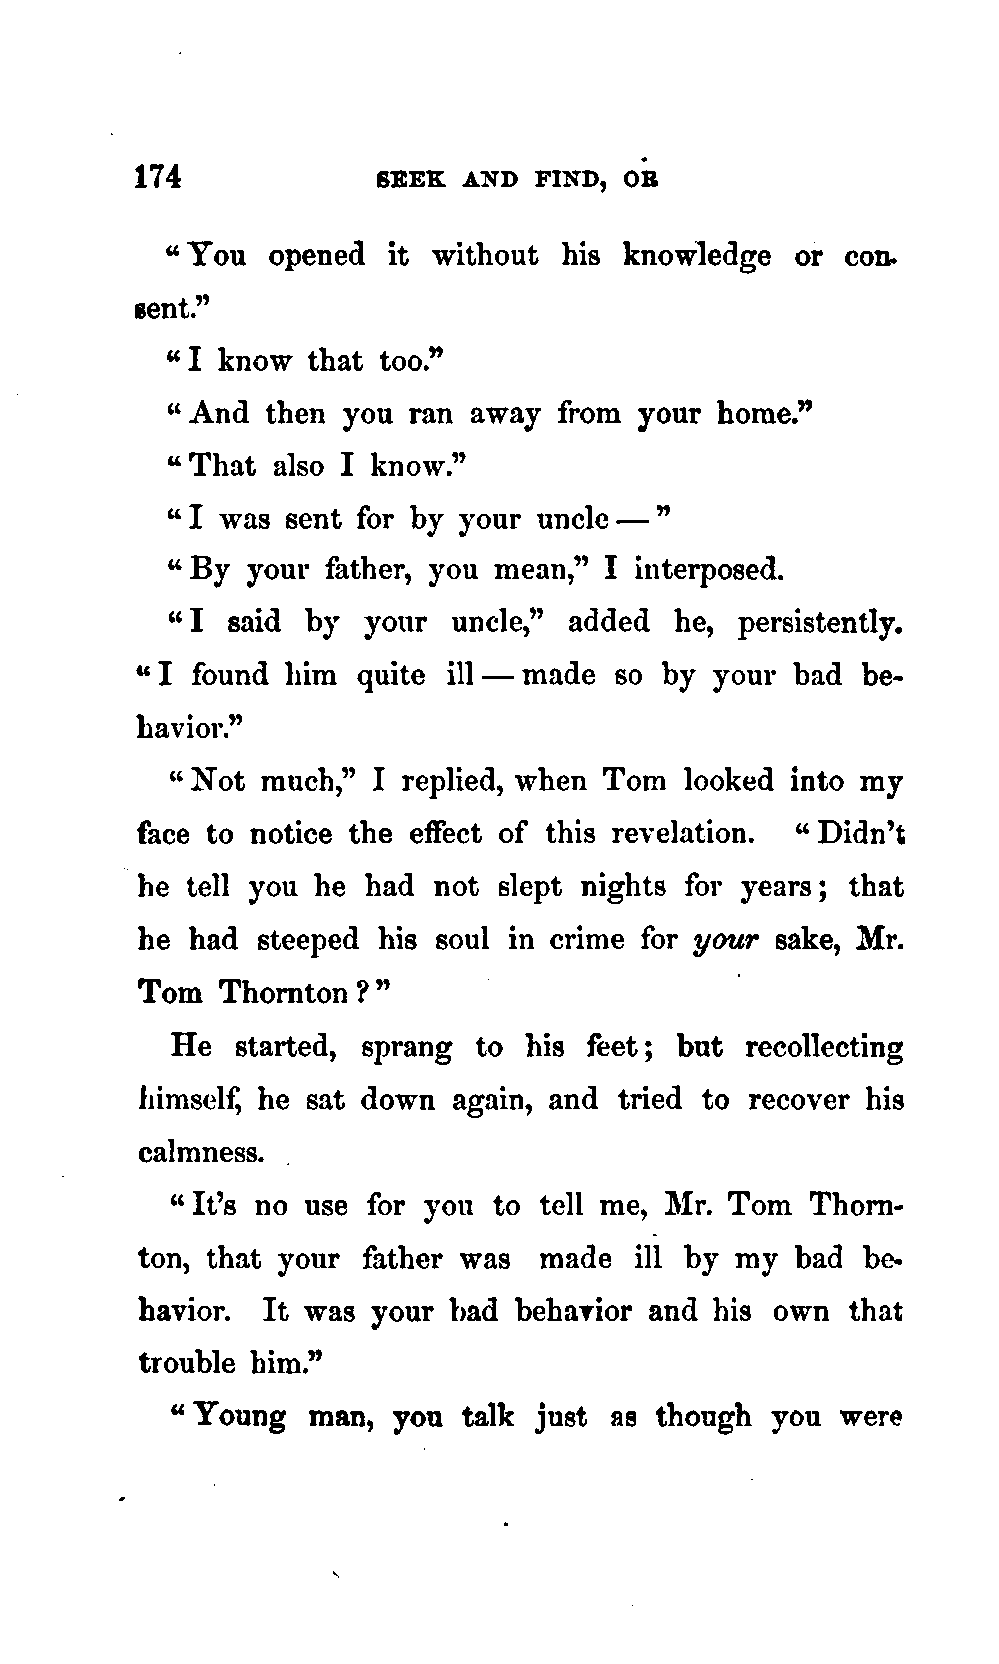 174 SEEK AND FIND, OR
“You opened it without his knowledge or con-
sent.”
“I know that too.”
“And then you ran away from your home.”
“That also I know.”
“I was sent for by your uncle — ”
“By your father, you mean,” I interposed.
“I said by your uncle,” added he, persistently.
“I found him quite ill — made so by your bad be-
havior.”
“Not much,” I replied, when Tom looked into my
face to notice the effect of this revelation. “Didn’t
he tell you he had not slept nights for years; that
he had steeped his soul in crime for your sake, Mr.
Tom Thornton?”
He started, sprang to his feet; but recollecting
himself, he sat down again, and tried to recover his
calmness.
“It’s no use for you to tell me, Mr. Tom Thorn-
ton, that your father was made ill by my bad be-
havior. It was your bad behavior and his own that
trouble him.”
“Young man, you talk just as though you were